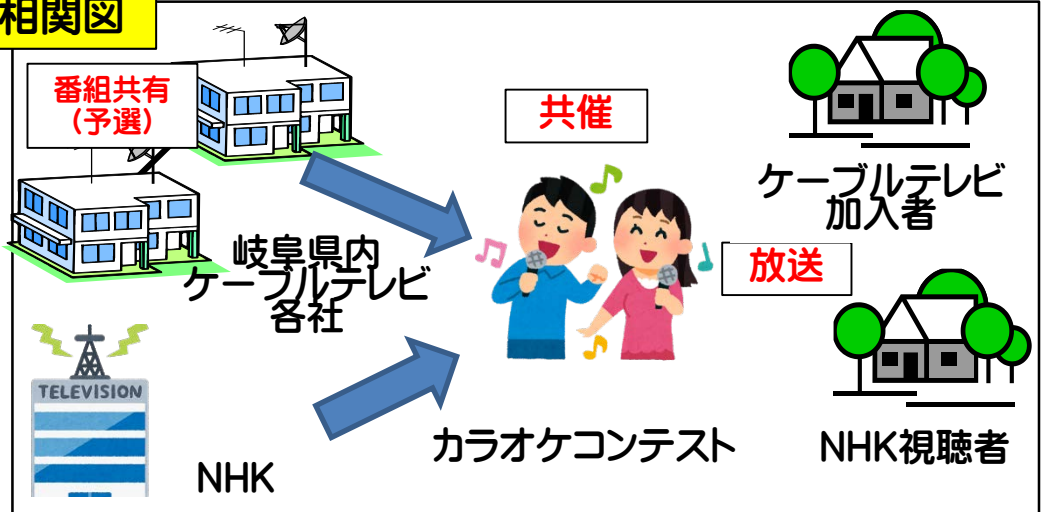 相関図
番組共有
(予選)
共催
ケーブルテレビ
加入者
岐阜県内
ケーブルテレビ
各社
放送
TELEVISION
NHK
カラオケコンテスト
NHK視聴者